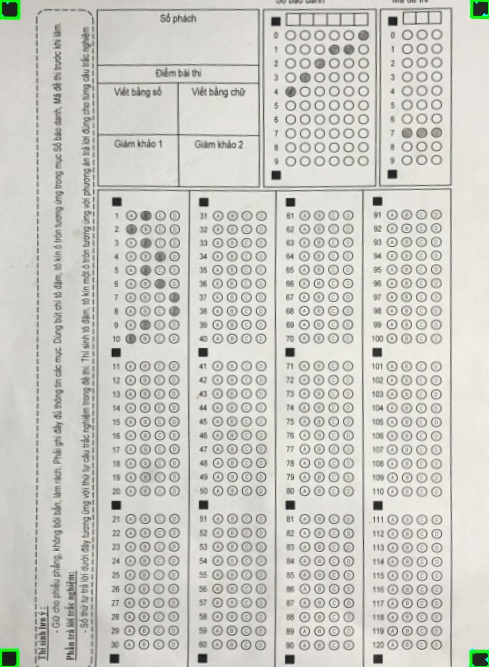 Số báo danh
Mã đề thi
Số phách
Điểm bài thi
Viết bằng số
Viết bằng chữ
Giám khảo 1
Giám khảo 2
0 0
1 1
2 2
3 3
4 4
5 5
6 6
7 7
8 8
9 9
Thí sinh lưu ý:
- Giữ cho phiếu phẳng, không bôi bẩn, làm rách. Phải ghi đầy đủ thông tin các mục. Dùng bút chì tô đậm, tô kín ô tròn tương ứng trong mục Số báo danh, Mã đề thi trước khi làm.
Phần trả lời trắc nghiệm:
- Số thứ tự trả lời dưới đây tương ứng với thứ tự câu trắc nghiệm trong đề thi. Thí sinh tô đậm, tô kín một ô tròn tương ứng với phương án trả lời đúng cho từng câu trắc nghiệm
1 A C D 31 A B C D 61 A B C D 91 A B C D
2 B C D 32 A B C D 62 A B C D 92 A B C D
3 A C D 33 A B C D 63 A B C D 93 A B C D
4 A B D 34 A B C D 64 A B C D 94 A B C D
5 A C D 35 A B C D 65 A B C D 95 A B C D
6 A B D 36 A B C D 66 A B C D 96 A B C D
7 A B C 37 A B C D 67 A B C D 97 A B C D
8 A B C 38 A B C D 68 A B C D 98 A B C D
9 A C D 39 A B C D 69 A B C D 99 A B C D
10 B C D 40 A B C D 70 A B C D 100 A B C D
11 A B C D 41 A B C D 71 A B C D 101 A B C D
12 A B C D 42 A B C D 72 A B C D 102 A B C D
13 A B C D 43 A B C D 73 A B C D 103 A B C D
14 A B C D 44 A B C D 74 A B C D 104 A B C D
15 A B C D 45 A B C D 75 A B C D 105 A B C D
16 A B C D 46 A B C D 76 A B C D 106 A B C D
17 A B C D 47 A B C D 77 A B C D 107 A B C D
18 A B C D 48 A B C D 78 A B C D 108 A B C D
19 A B C D 49 A B C D 79 A B C D 109 A B C D
20 A B C D 50 A B C D 80 A B C D 110 A B C D
21 A B C D 51 A B C D 81 A B C D 111 A B C D
22 A B C D 52 A B C D 82 A B C D 112 A B C D
23 A B C D 53 A B C D 83 A B C D 113 A B C D
24 A B C D 54 A B C D 84 A B C D 114 A B C D
25 A B C D 55 A B C D 85 A B C D 115 A B C D
26 A B C D 56 A B C D 86 A B C D 116 A B C D
27 A B C D 57 A B C D 87 A B C D 117 A B C D
28 A B C D 58 A B C D 88 A B C D 118 A B C D
29 A B C D 59 A B C D 89 A B C D 119 A B C D
30 A B C D 60 A B C D 90 A B C D 120 A B C D